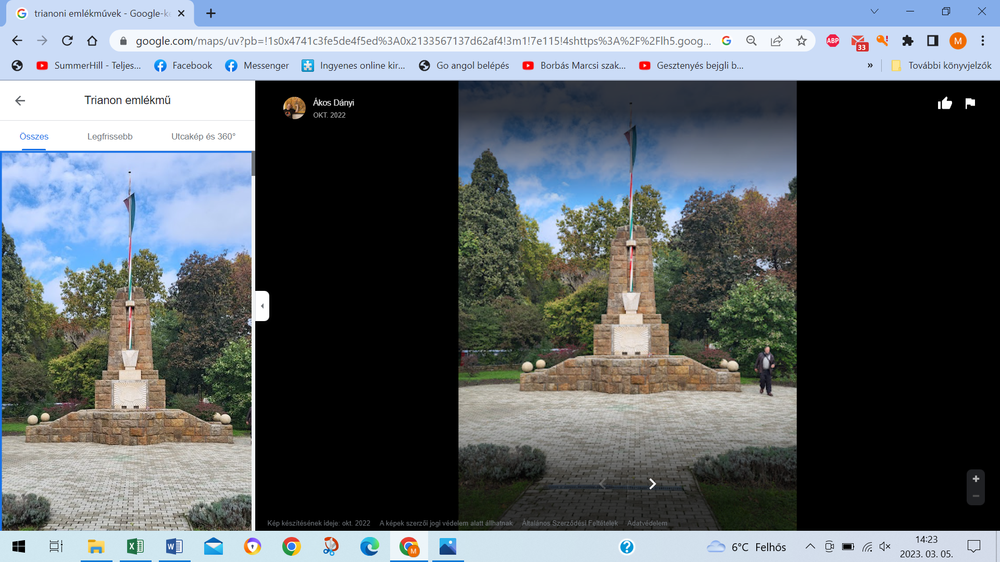 trianoni emlékművek - Google-ke
google.com/maps/uv?pb=!1s0x4741c3fe5de4f5ed%3A0x2133567137d62af4!3m1!7e115!4shttps%3A%2F%2Flh5.goog...
ABP
33
M
SummerHill - Teljes...
Facebook
Messenger
Ingyenes online kir...
Go angol belépés
Borbás Marcsi szak...
Gesztenyés bejgli b...
»
További könyvjelzők
Trianon emlékmű
Összes
Legfrissebb
Utcakép és 360°
Ákos Dányi
OKT. 2022
Kép készítésének ideje: okt. 2022
A képek szerzői jogi védelem alatt állhatnak
Általános Szerződési Feltételek
Adatvédelem
M
6°C Felhős
14:23
2023. 03. 05.